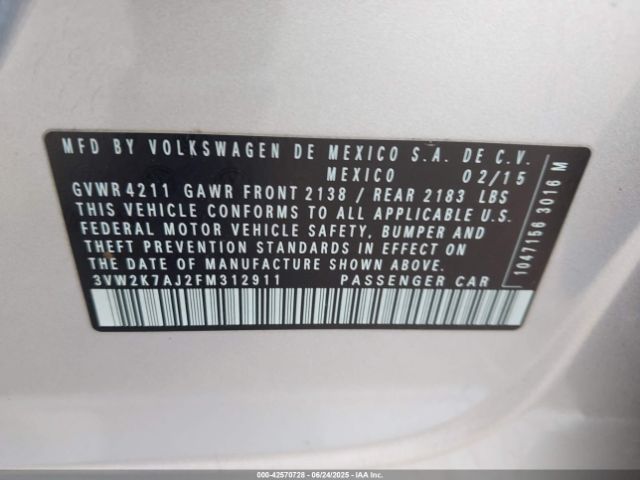 MFD BY VOLKSWAGEN DE MEXICO S.A. DE C.V.
MEXICO 02/15
GVWR 4211 GAWR FRONT 2138 / REAR 2183 LBS
THIS VEHICLE CONFORMS TO ALL APPLICABLE U.S.
FEDERAL MOTOR VEHICLE SAFETY, BUMPER AND
THEFT PREVENTION STANDARDS IN EFFECT ON
THE DATE OF MANUFACTURE SHOWN ABOVE.
3VW2K7AJ2FM312911 PASSENGER CAR
1047156 3016 M
000-42570728 - 06/24/2025 - IAAI.COM